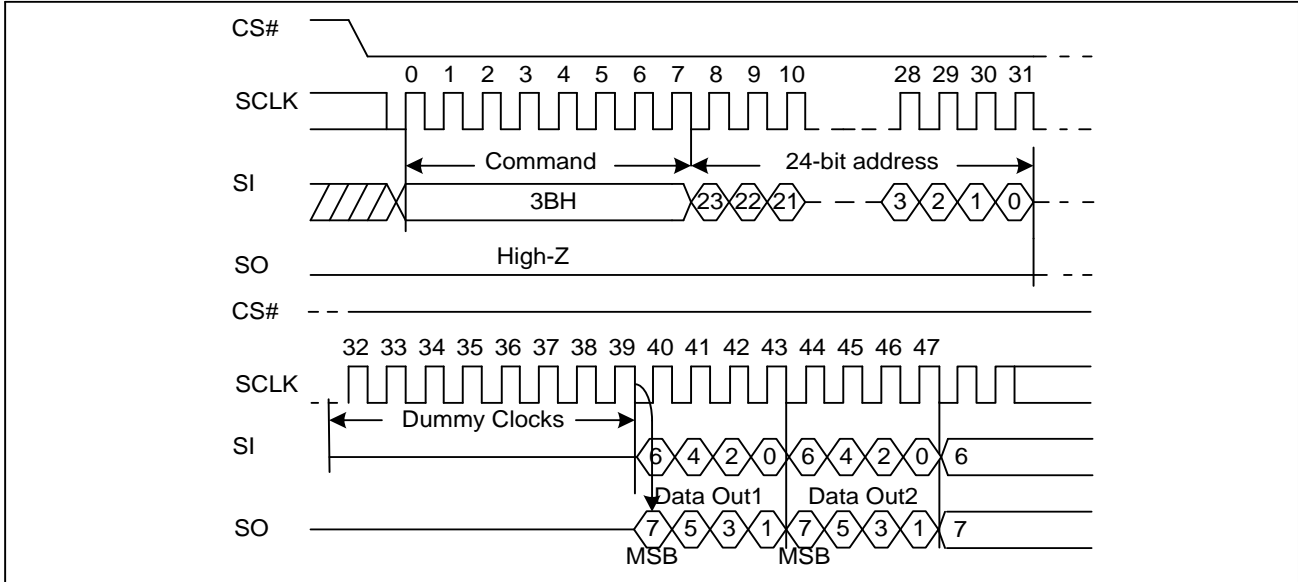 CS#
0 1 2 3 4 5 6 7 8 9 10 28 29 30 31
SCLK
Command 24-bit address
SI
3BH 23 22 21 3 2 1 0
High-Z
SO
CS#
32 33 34 35 36 37 38 39 40 41 42 43 44 45 46 47
SCLK
Dummy Clocks
SI
6 4 2 0 6 4 2 0 6
Data Out1 Data Out2
SO
7 5 3 1 7 5 3 1 7
MSB MSB